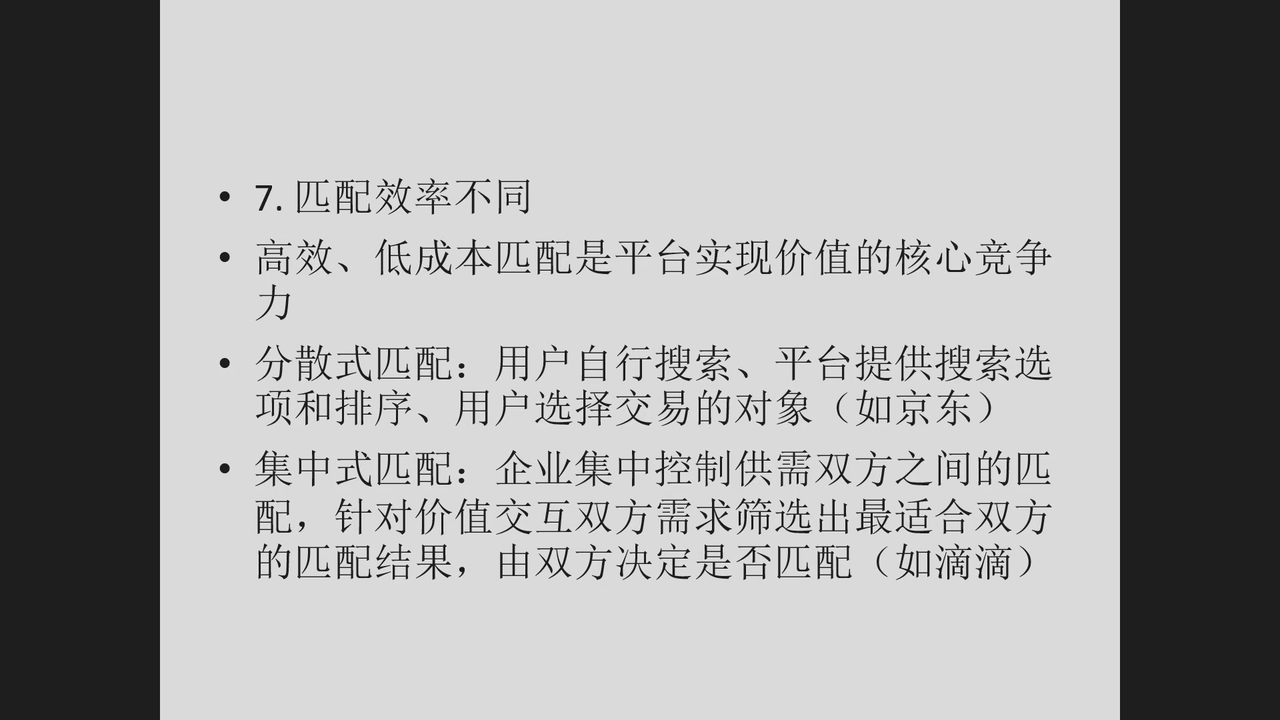 • 7. 匹配效率不同
• 高效、低成本匹配是平台实现价值的核心竞争
力
• 分散式匹配：用户自行搜索、平台提供搜索选
项和排序、用户选择交易的对象（如京东）
• 集中式匹配：企业集中控制供需双方之间的匹
配，针对价值交互双方需求筛选出最适合双方
的匹配结果，由双方决定是否匹配（如滴滴）